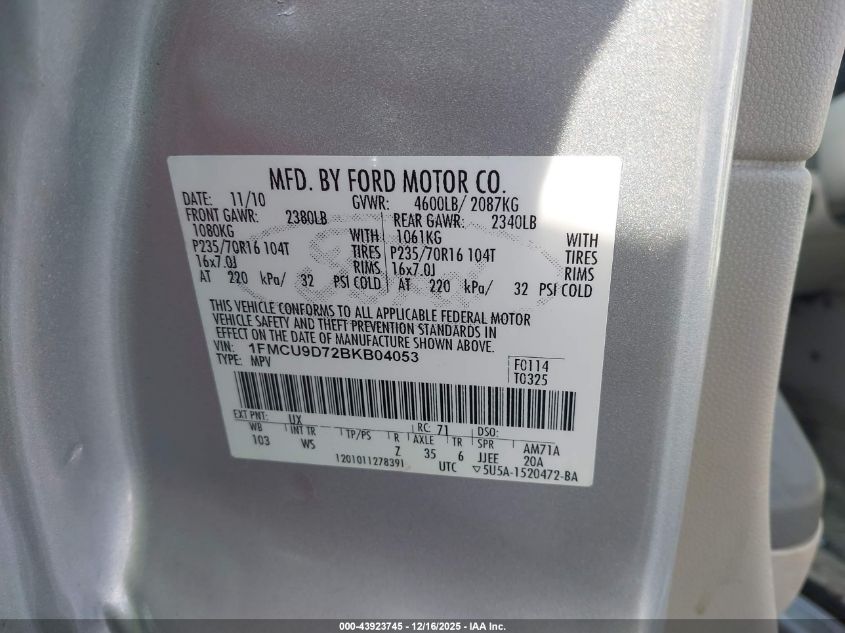 MFD. BY FORD MOTOR CO.
DATE: 11/10 GVWR: 4600LB/ 2087KG
FRONT GAWR: 2380LB REAR GAWR: 2340LB
1080KG WITH 1061KG WITH
P235/70R16 104T TIRES P235/70R16 104T TIRES
16x7.0J RIMS 16x7.0J RIMS
AT 220 kPa/ 32 PSI COLD AT 220 kPa/ 32 PSI COLD
THIS VEHICLE CONFORMS TO ALL APPLICABLE FEDERAL MOTOR
VEHICLE SAFETY AND THEFT PREVENTION STANDARDS IN
EFFECT ON THE DATE OF MANUFACTURE SHOWN ABOVE.
VIN: 1FMCU9D72BKB04053 F0114
TYPE: MPV T0325
EXT PNT: UX RC: 71 DSO:
WB INT TR TP/PS R AXLE TR SPR AM71A
103 WS Z 35 6 JJEE 20A
1201011278391 UTC ▽5U5A-1520472-BA
000-43923745 - 12/16/2025 - IAA Inc.